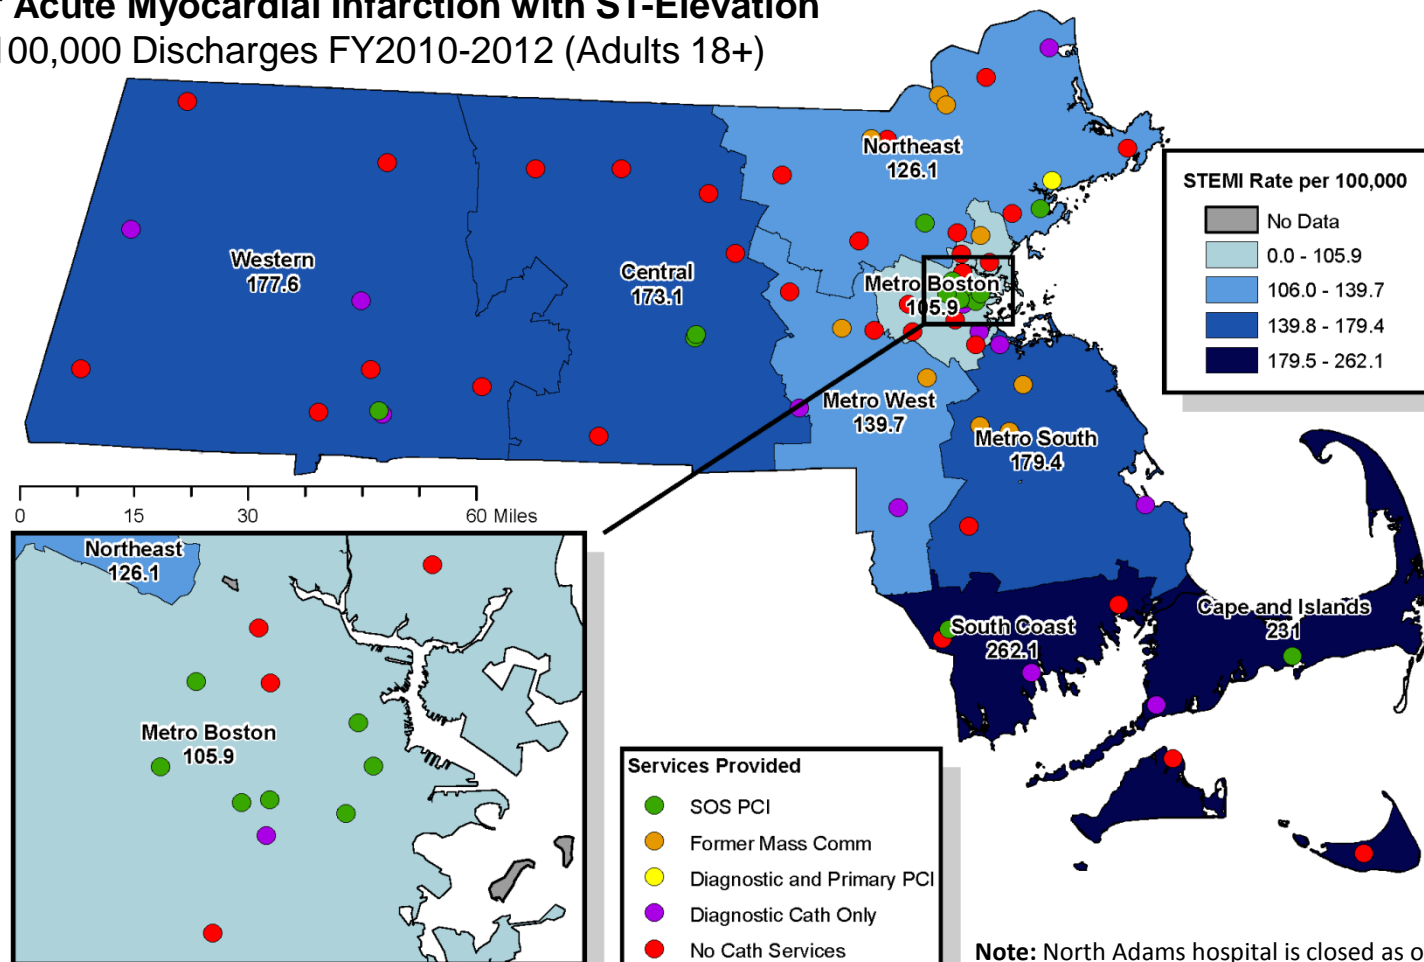 Acute Myocardial Infarction with ST-Elevation
100,000 Discharges FY2010-2012 (Adults 18+)
Northeast
126.1
STEMI Rate per 100,000
No Data
0.0 - 105.9
106.0 - 139.7
139.8 - 179.4
179.5 - 262.1
Western
177.6
Central
173.1
Metro Boston
105.9
Metro West
139.7
Metro South
179.4
0 15 30 60 Miles
Northeast
126.1
Metro Boston
105.9
South Coast
262.1
Cape and Islands
231
Services Provided
SOS PCI
Former Mass Comm
Diagnostic and Primary PCI
Diagnostic Cath Only
No Cath Services
Note: North Adams hospital is closed as